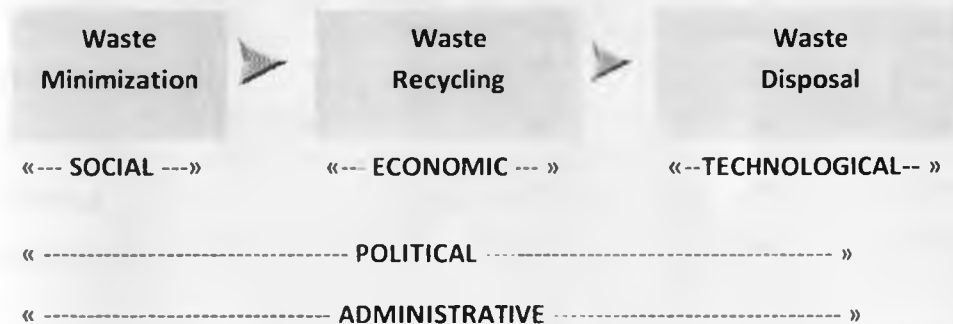 Waste Minimization
Waste Recycling
Waste Disposal
«--- SOCIAL ---»
«--- ECONOMIC --- »
«--TECHNOLOGICAL-- »
« ------------------------------------ POLITICAL ---------------------------------------- »
« --------------------------------- ADMINISTRATIVE --------------------------------- »